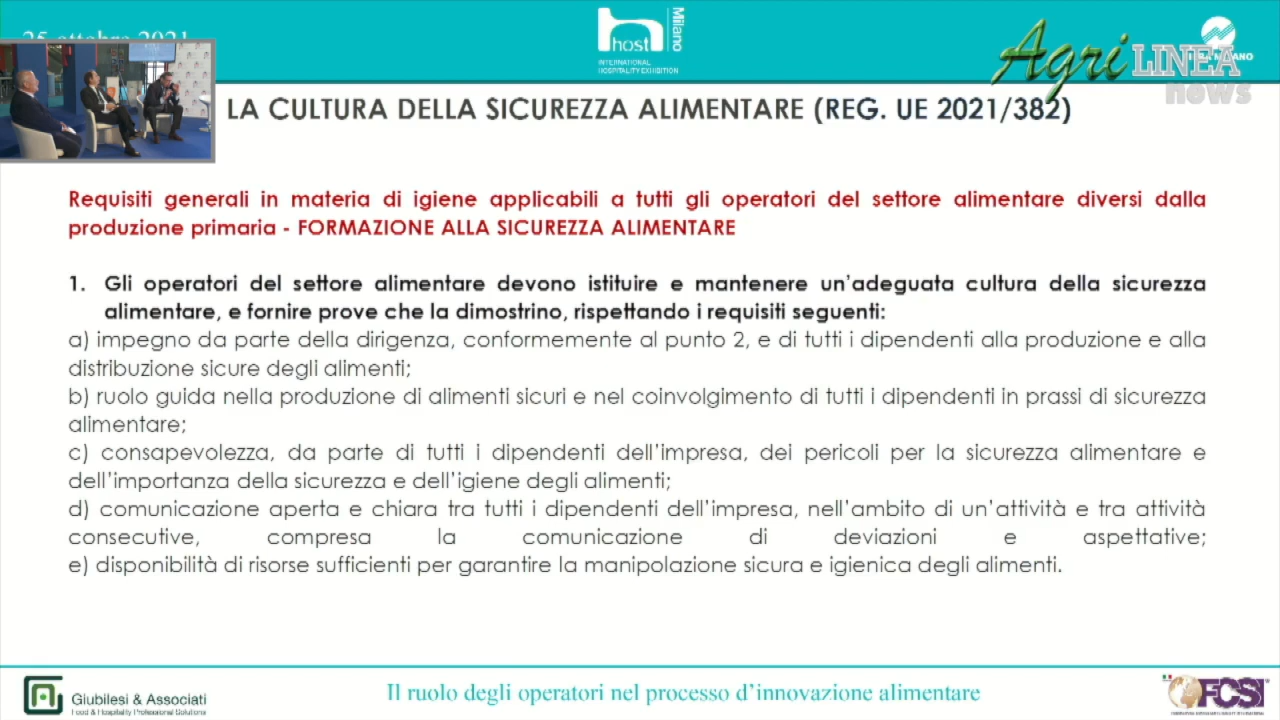 25 ottobre 2021
host
Milano
INTERNATIONAL
HOSPITALITY EXHIBITION
Agri LINEA
news
LA CULTURA DELLA SICUREZZA ALIMENTARE (REG. UE 2021/382)
Requisiti generali in materia di igiene applicabili a tutti gli operatori del settore alimentare diversi dalla
produzione primaria - FORMAZIONE ALLA SICUREZZA ALIMENTARE
1. Gli operatori del settore alimentare devono istituire e mantenere un'adeguata cultura della sicurezza
alimentare, e fornire prove che la dimostrino, rispettando i requisiti seguenti:
a) impegno da parte della dirigenza, conformemente al punto 2, e di tutti i dipendenti alla produzione e alla
distribuzione sicure degli alimenti;
b) ruolo guida nella produzione di alimenti sicuri e nel coinvolgimento di tutti i dipendenti in prassi di sicurezza
alimentare;
c) consapevolezza, da parte di tutti i dipendenti dell'impresa, dei pericoli per la sicurezza alimentare e
dell'importanza della sicurezza e dell'igiene degli alimenti;
d) comunicazione aperta e chiara tra tutti i dipendenti dell'impresa, nell'ambito di un'attività e tra attività
consecutive, compresa la comunicazione di deviazioni e aspettative;
e) disponibilità di risorse sufficienti per garantire la manipolazione sicura e igienica degli alimenti.
Giubilesi & Associati
Food & Hospitality Professional Solutions
Il ruolo degli operatori nel processo d'innovazione alimentare
FCSI